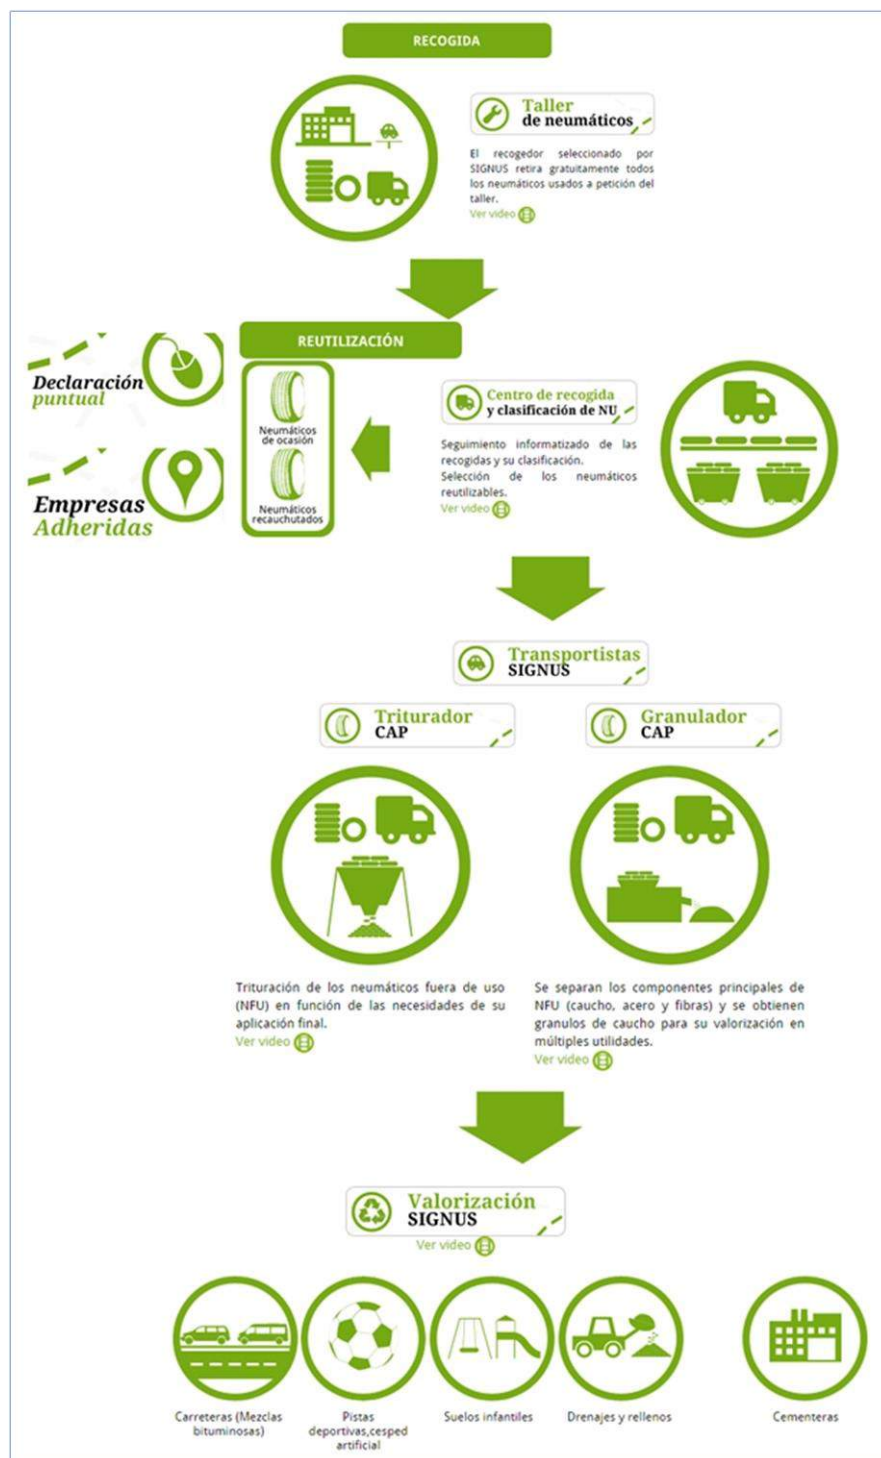 RECOGIDA
Taller
de neumáticos
El recogedor seleccionado por
SIGNUS retira gratuitamente todos
los neumáticos usados a petición del
taller.
Ver video
REUTILIZACIÓN
Declaración
puntual
Empresas
Adheridas
Neumáticos
de ocasión
Neumáticos
recauchutados
Centro de recogida
y clasificación de NU
Seguimiento informatizado de las
recogidas y su clasificación.
Selección de los neumáticos
reutilizables.
Ver video
Transportistas
SIGNUS
Triturador
CAP
Granulador
CAP
Trituración de los neumáticos fuera de uso
(NFU) en función de las necesidades de su
aplicación final.
Ver video
Se separan los componentes principales de
NFU (caucho, acero y fibras) y se obtienen
granulos de caucho para su valorización en
múltiples utilidades.
Ver video
Valorización
SIGNUS
Ver video
Carreteras (Mezclas
bituminosas)
Pistas
deportivas,cesped
artificial
Suelos infantiles
Drenajes y rellenos
Cementeras